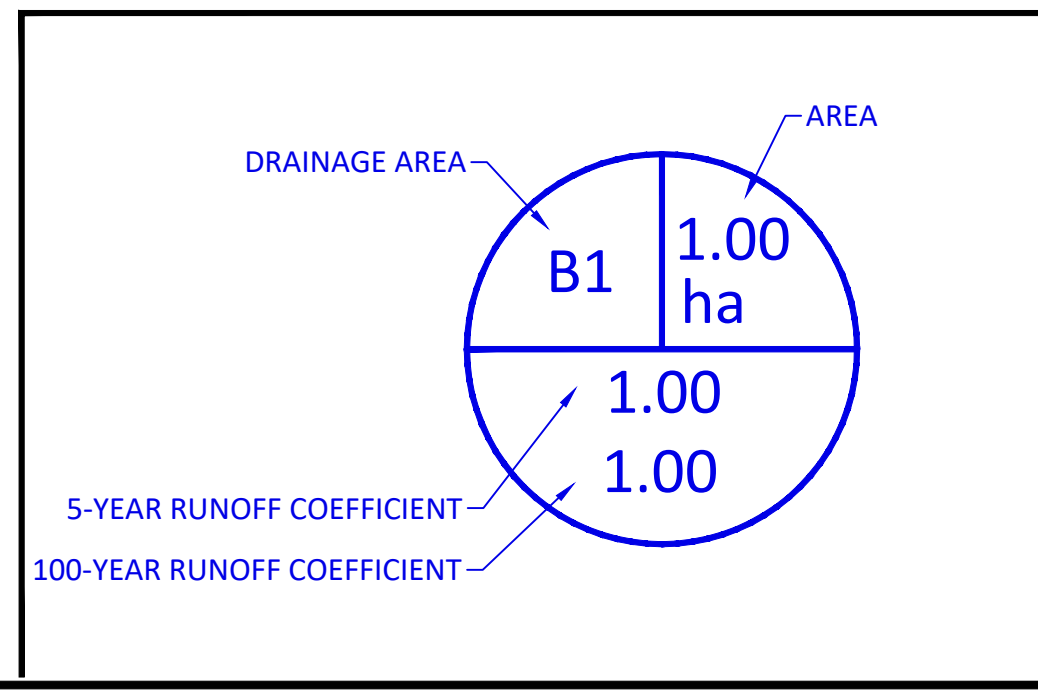 AREA
DRAINAGE AREA
B1
1.00
ha
1.00
1.00
5-YEAR RUNOFF COEFFICIENT
100-YEAR RUNOFF COEFFICIENT